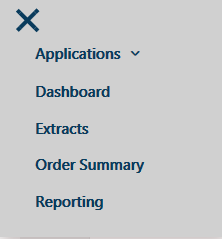 Applications
Dashboard
Extracts
Order Summary
Reporting